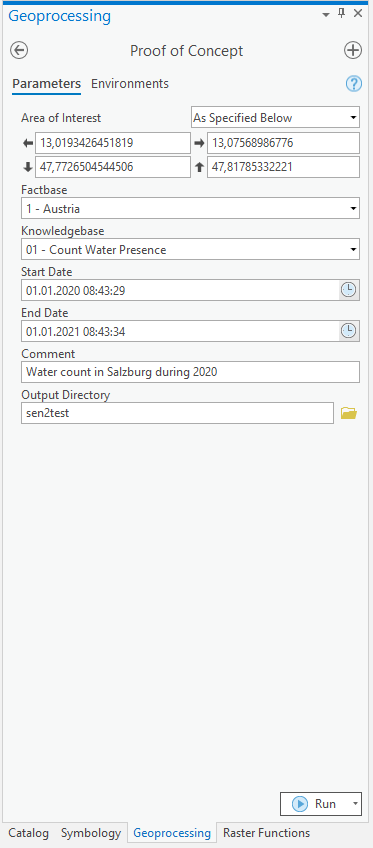 Geoprocessing
Proof of Concept
Parameters Environments
Area of Interest As Specified Below
13,0193426451819 13,07568986776
47,7726504544506 47,81785332221
Factbase
1 - Austria
Knowledgebase
01 - Count Water Presence
Start Date
01.01.2020 08:43:29
End Date
01.01.2021 08:43:34
Comment
Water count in Salzburg during 2020
Output Directory
sen2test
Run
Catalog Symbology Geoprocessing Raster Functions